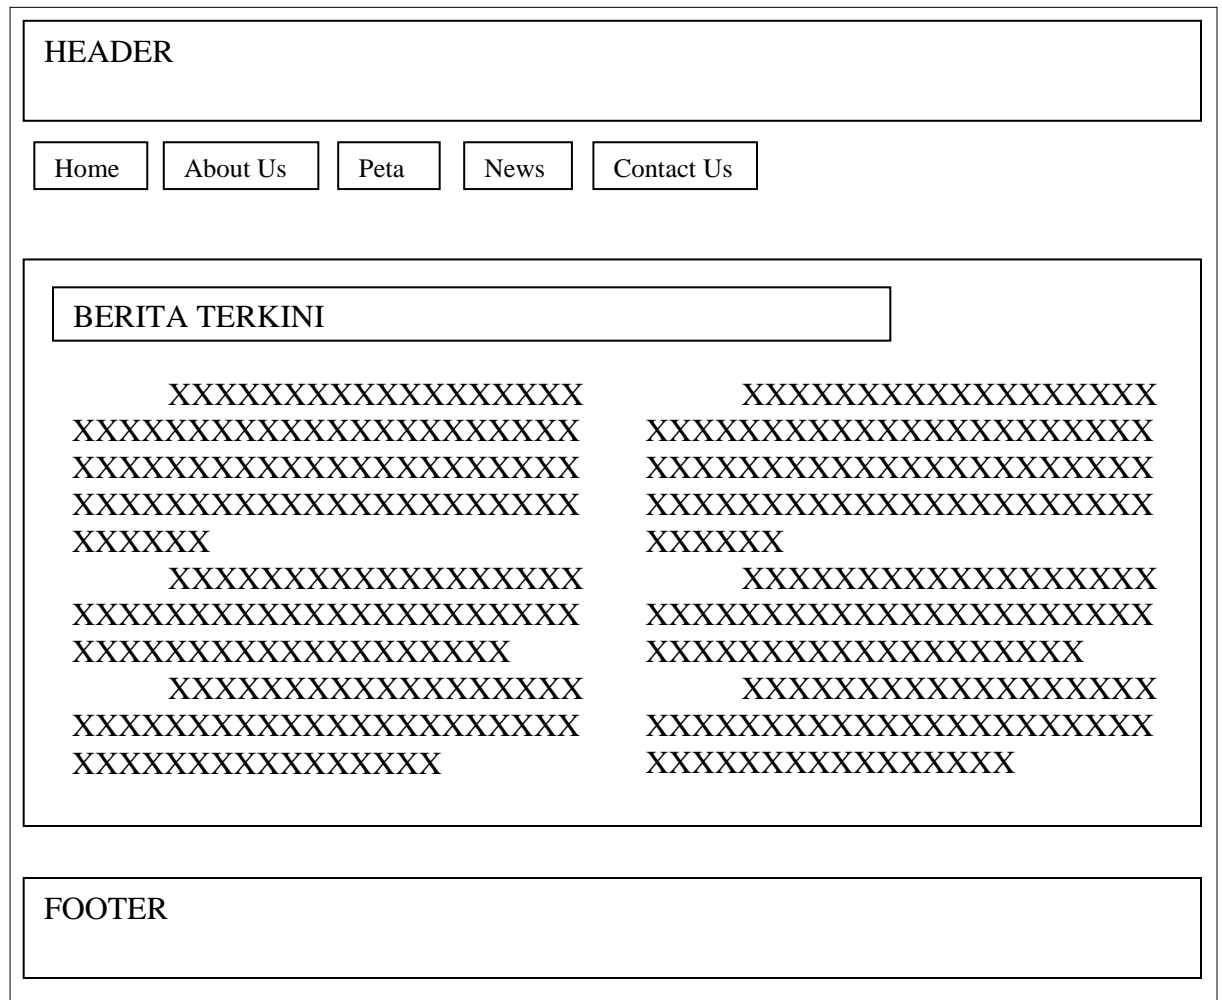 HEADER
Home About Us Peta News Contact Us
BERITA TERKINI
XXXXXXXXXXXXXXXXXX
XXXXXXXXXXXXXXXXXXXXXX
XXXXXXXXXXXXXXXXXXXXXX
XXXXXXXXXXXXXXXXXXXXXX
XXXXXX
XXXXXXXXXXXXXXXXXX
XXXXXXXXXXXXXXXXXXXXXX
XXXXXXXXXXXXXXXXXXX
XXXXXXXXXXXXXXXXXX
XXXXXXXXXXXXXXXXXXXXXX
XXXXXXXXXXXXXXXX
XXXXXXXXXXXXXXXXXX
XXXXXXXXXXXXXXXXXXXXXX
XXXXXXXXXXXXXXXXXXXXXX
XXXXXXXXXXXXXXXXXXXXXX
XXXXXX
XXXXXXXXXXXXXXXXXX
XXXXXXXXXXXXXXXXXXXXXX
XXXXXXXXXXXXXXXXXXX
XXXXXXXXXXXXXXXXXX
XXXXXXXXXXXXXXXXXXXXXX
XXXXXXXXXXXXXXXX
FOOTER